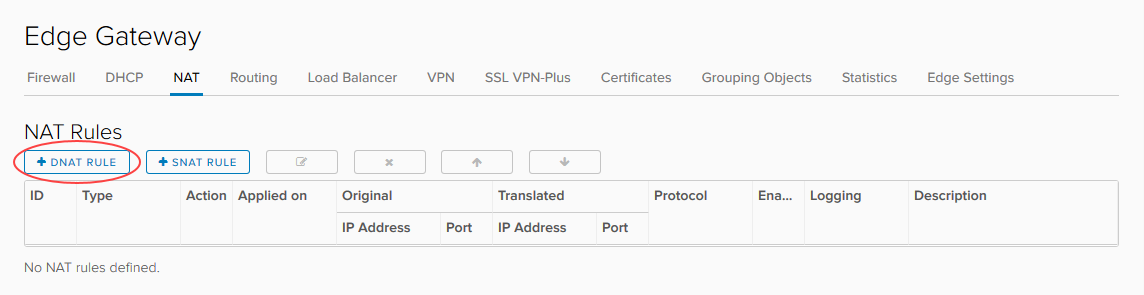 Edge Gateway
Firewall DHCP NAT Routing Load Balancer VPN SSL VPN-Plus Certificates Grouping Objects Statistics Edge Settings
NAT Rules
+ DNAT RULE + SNAT RULE
ID Type Action Applied on Original Translated Protocol Ena... Logging Description
IP Address Port IP Address Port
No NAT rules defined.